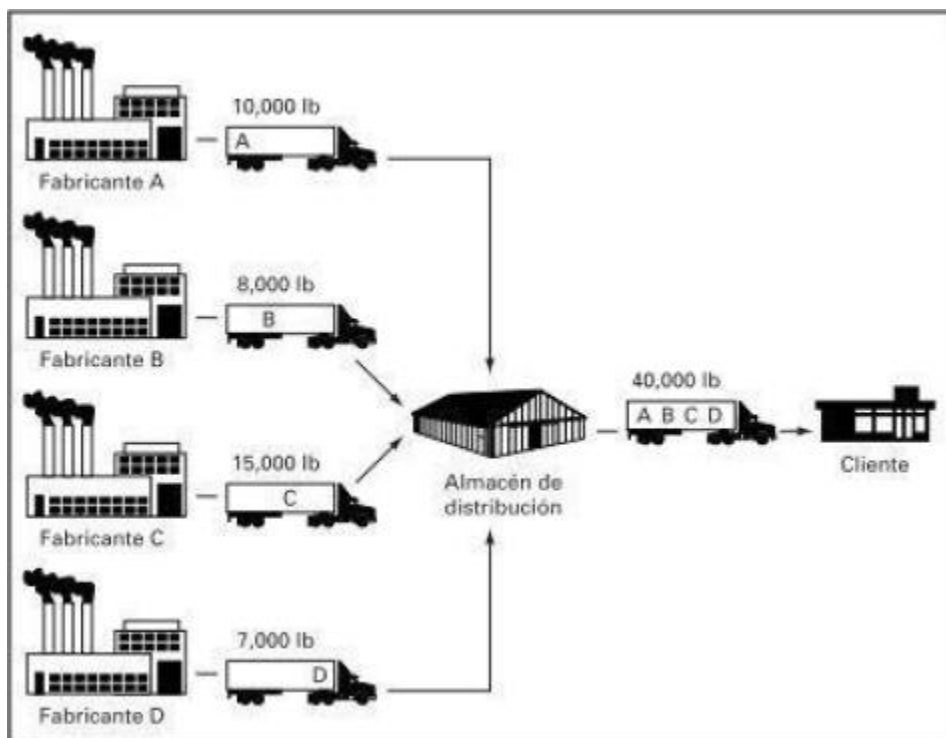 10,000 lb
A
Fabricante A
8,000 lb
B
Fabricante B
15,000 lb
C
Fabricante C
7,000 lb
D
Fabricante D
Almacén de
distribución
40,000 lb
A B C D
Cliente